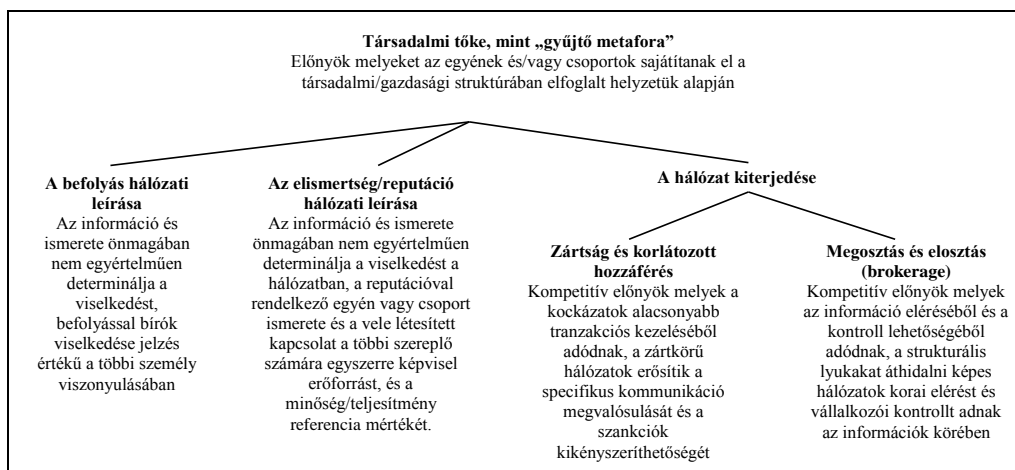 Társadalmi tőke, mint „gyűjtő metafora”
Előnyök melyeket az egyének és/vagy csoportok sajátítanak el a
társadalmi/gazdasági struktúrában elfoglalt helyzetük alapján
A befolyás hálózati
leírása
Az információ és
ismerete önmagában
nem egyértelműen
determinálja a
viselkedést,
befolyással bírók
viselkedése jelzés
értékű a többi személy
viszonyulásában
Az elismertség/reputáció
hálózati leírása
Az információ és ismerete
önmagában nem egyértelműen
determinálja a viselkedést a
hálózatban, a reputációval
rendelkező egyén vagy csoport
ismerete és a vele létesített
kapcsolat a többi szereplő
számára egyszerre képvisel
erőforrást, és a
minőség/teljesítmény
referencia mértékét.
A hálózat kiterjedése
Zártság és korlátozott
hozzáférés
Kompetitív előnyök melyek a
kockázatok alacsonyabb
tranzakciós kezeléséből
adódnak, a zártkörű
hálózatok erősítik a
specifikus kommunikáció
megvalósulását és a
szankciók
kikényszeríthetőségét
Megosztás és elosztás
(brokerage)
Kompetitív előnyök melyek
az információ eléréséből és a
kontroll lehetőségéből
adódnak, a strukturális
lyukakat áthidalni képes
hálózatok korai elérést és
vállalkozói kontrollt adnak
az információk körében